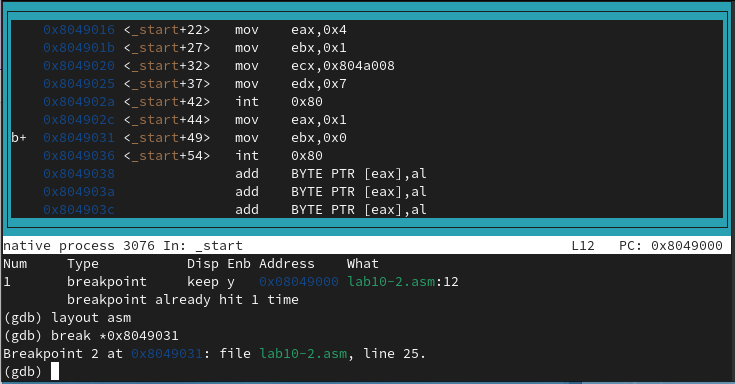 0x8049016 <_start+22> mov eax,0x4
0x804901b <_start+27> mov ebx,0x1
0x8049020 <_start+32> mov ecx,0x804a008
0x8049025 <_start+37> mov edx,0x7
0x804902a <_start+42> int 0x80
0x804902c <_start+44> mov eax,0x1
b+ 0x8049031 <_start+49> mov ebx,0x0
0x8049036 <_start+54> int 0x80
0x8049038 add BYTE PTR [eax],al
0x804903a add BYTE PTR [eax],al
0x804903c add BYTE PTR [eax],al
native process 3076 In: _start L12 PC: 0x8049000
Num Type Disp Enb Address What
1 breakpoint keep y 0x08049000 lab10-2.asm:12
breakpoint already hit 1 time
(gdb) layout asm
(gdb) break *0x8049031
Breakpoint 2 at 0x8049031: file lab10-2.asm, line 25.
(gdb)